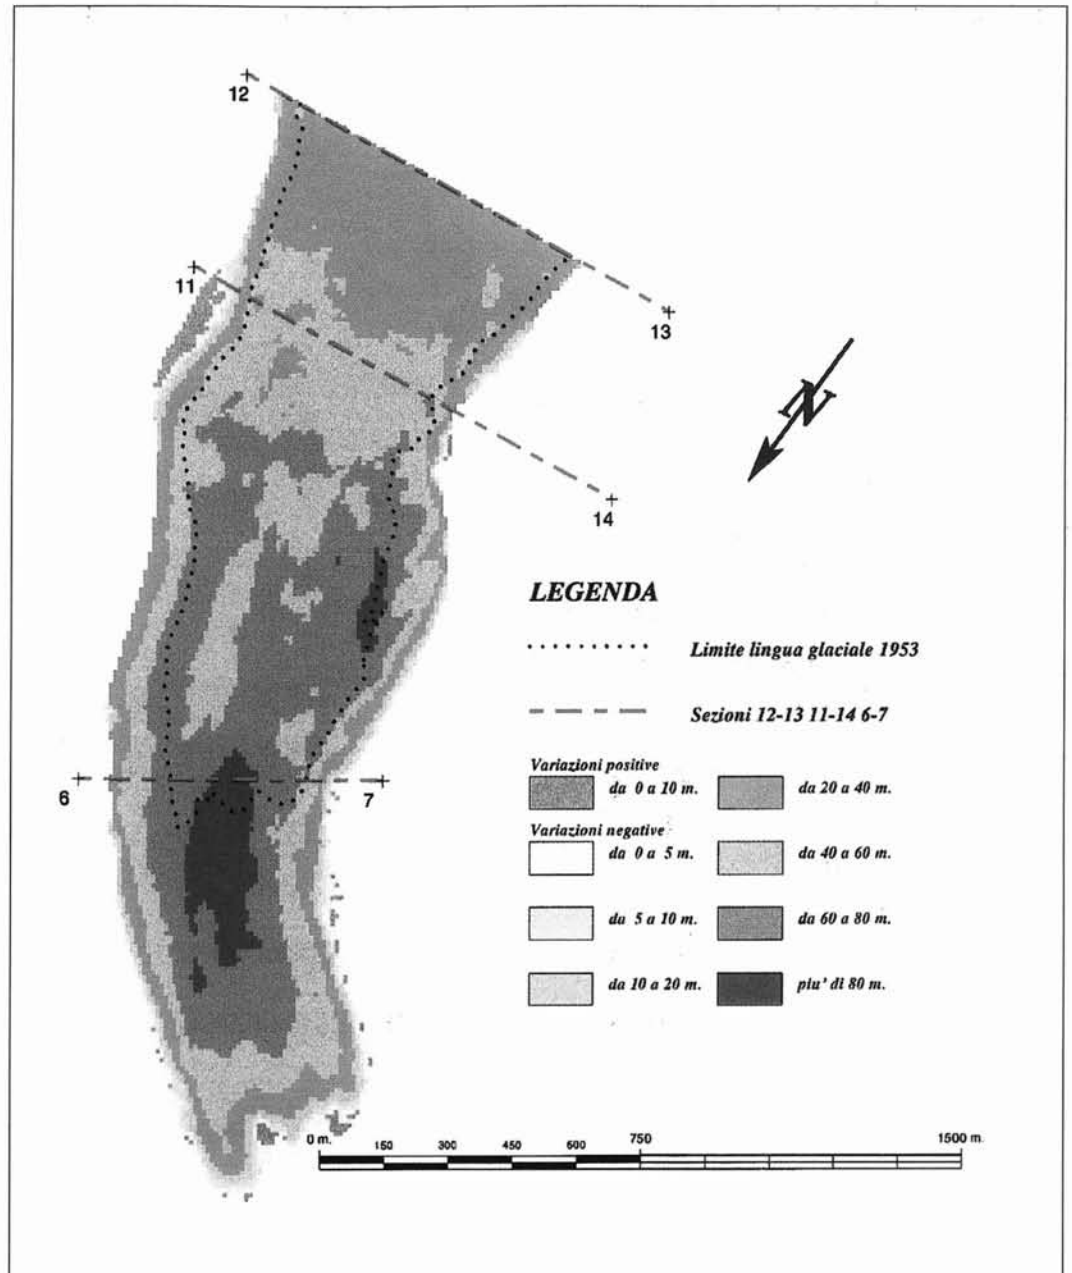 12
11
13
N
14
LEGENDA
Limite lingua glaciale 1953
Sezioni 12-13 11-14 6-7
Variazioni positive
da 0 a 10 m.
da 20 a 40 m.
Variazioni negative
da 0 a 5 m.
da 40 a 60 m.
da 5 a 10 m.
da 60 a 80 m.
da 10 a 20 m.
piu' di 80 m.
6
7
0 m.
150
300
450
600
750
1500 m.